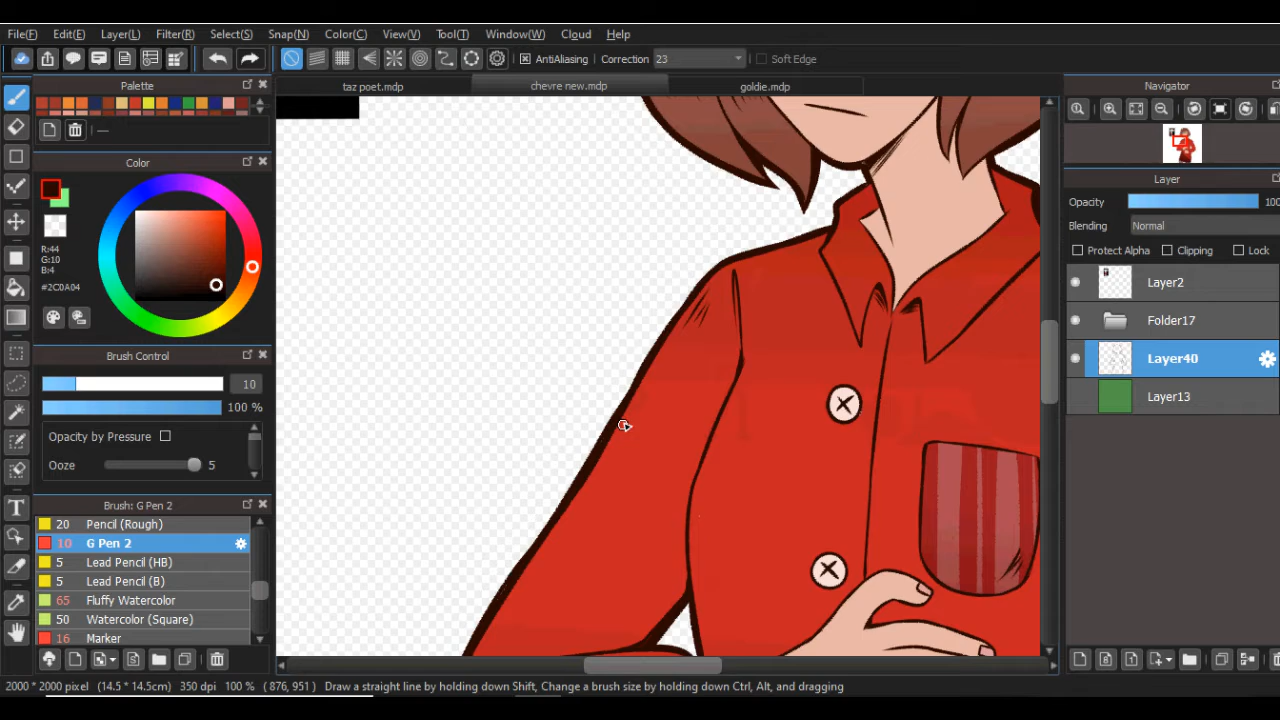 File(F) Edit(E) Layer(L) Filter(R) Select(S) Snap(N) Color(C) View(V) Tool(T) Window(W) Cloud Help
AntiAliasing Correction 23 Soft Edge
Palette
taz poet.mdp chevre new.mdp goldie.mdp
Navigator
Color
R:44
G:10
B:4
#2C0A04
Layer
Opacity 100
Blending Normal
Protect Alpha Clipping Lock
Layer2
Folder17
Layer40
Layer13
Brush Control
10
100 %
Opacity by Pressure
Ooze 5
Brush: G Pen 2
20 Pencil (Rough)
10 G Pen 2
5 Lead Pencil (HB)
5 Lead Pencil (B)
65 Fluffy Watercolor
50 Watercolor (Square)
16 Marker
2000 * 2000 pixel (14.5 * 14.5cm) 350 dpi 100 % ( 876, 951 ) Draw a straight line by holding down Shift, Change a brush size by holding down Ctrl, Alt, and dragging